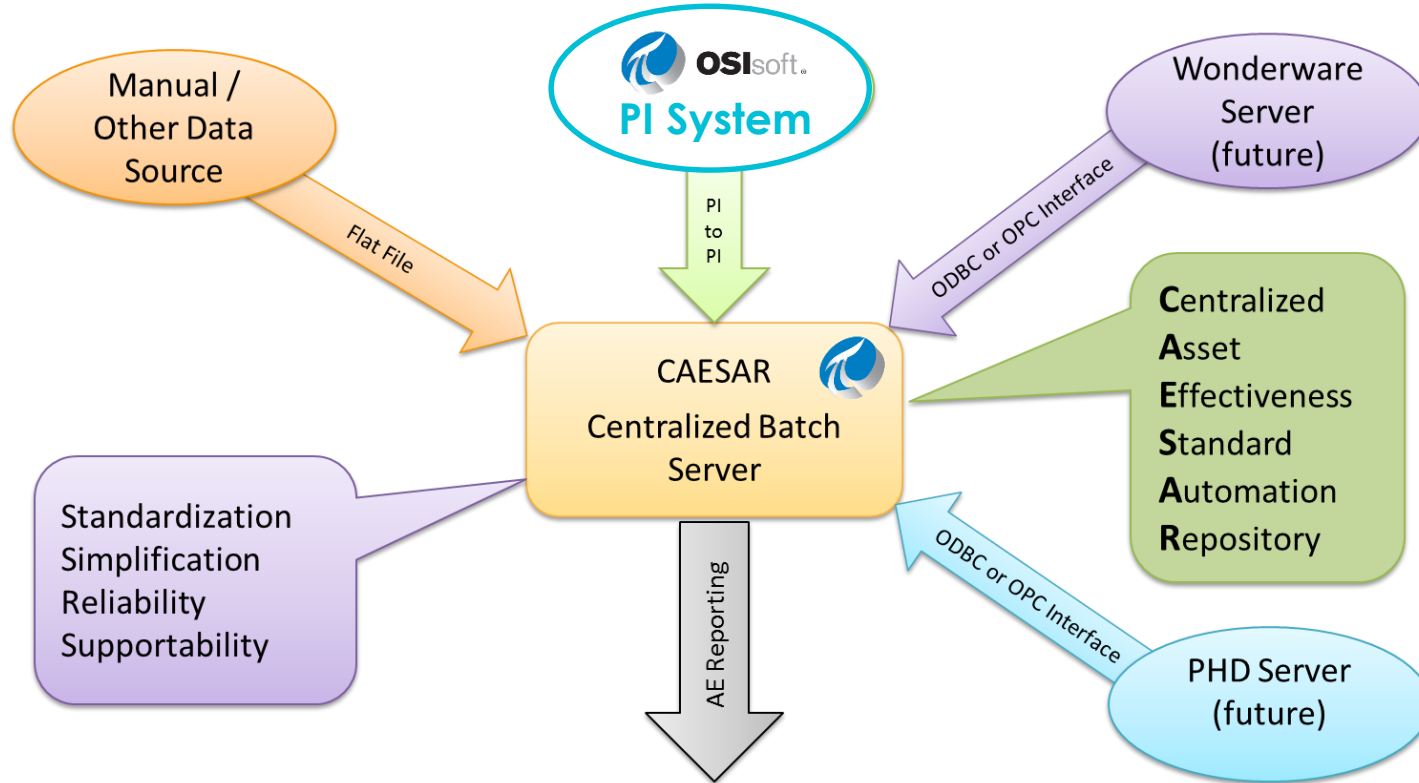 Manual /
Other Data
Source
OSIsoft.
PI System
Wonderware
Server
(future)
Flat File
PI
to
PI
ODBC or OPC Interface
CAESAR
Centralized Batch
Server
Centralized
Asset
Effectiveness
Standard
Automation
Repository
Standardization
Simplification
Reliability
Supportability
AE Reporting
ODBC or OPC Interface
PHD Server
(future)